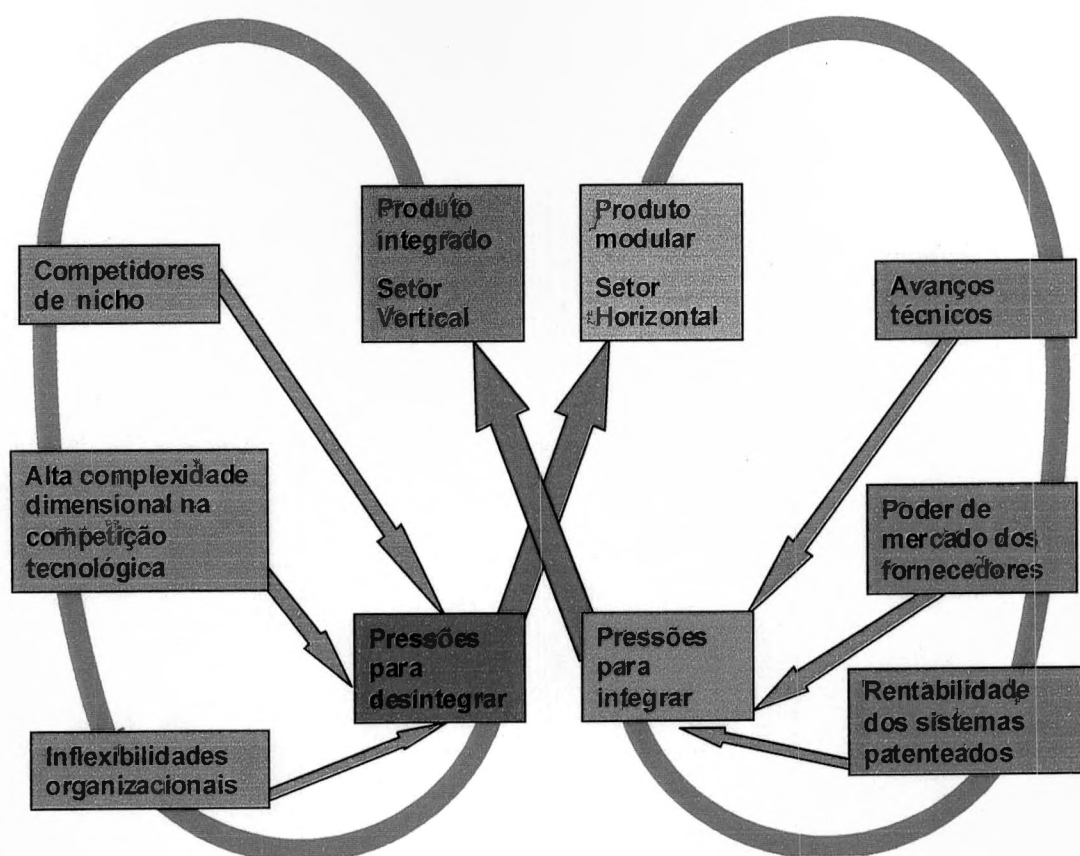 Produto
integrado
Setor
Vertical
Produto
modular
Setor
Horizontal
Competidores
de nicho
Avanços
técnicos
Alta complexidade
dimensional na
competição
tecnológica
Poder de
mercado dos
fornecedores
Pressões
para
desintegrar
Pressões
para
integrar
Rentabilidade
dos sistemas
patenteados
Inflexibilidades
organizacionais